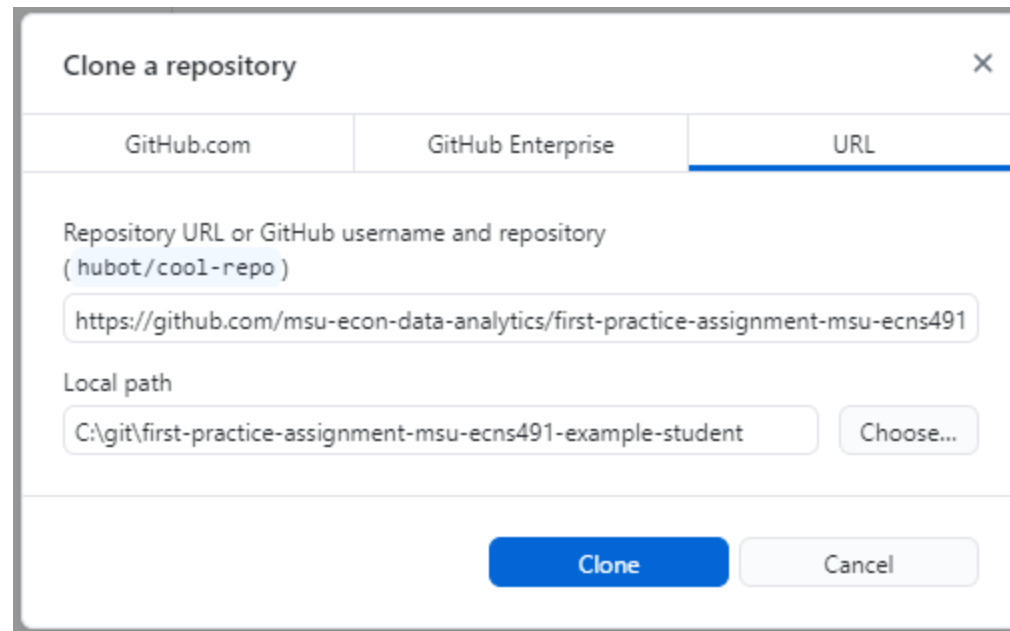 Clone a repository
GitHub.com GitHub Enterprise URL
Repository URL or GitHub username and repository
(hubot/cool-repo)
https://github.com/msu-econ-data-analytics/first-practice-assignment-msu-ecns491
Local path
C:\git\first-practice-assignment-msu-ecns491-example-student Choose...
Clone Cancel